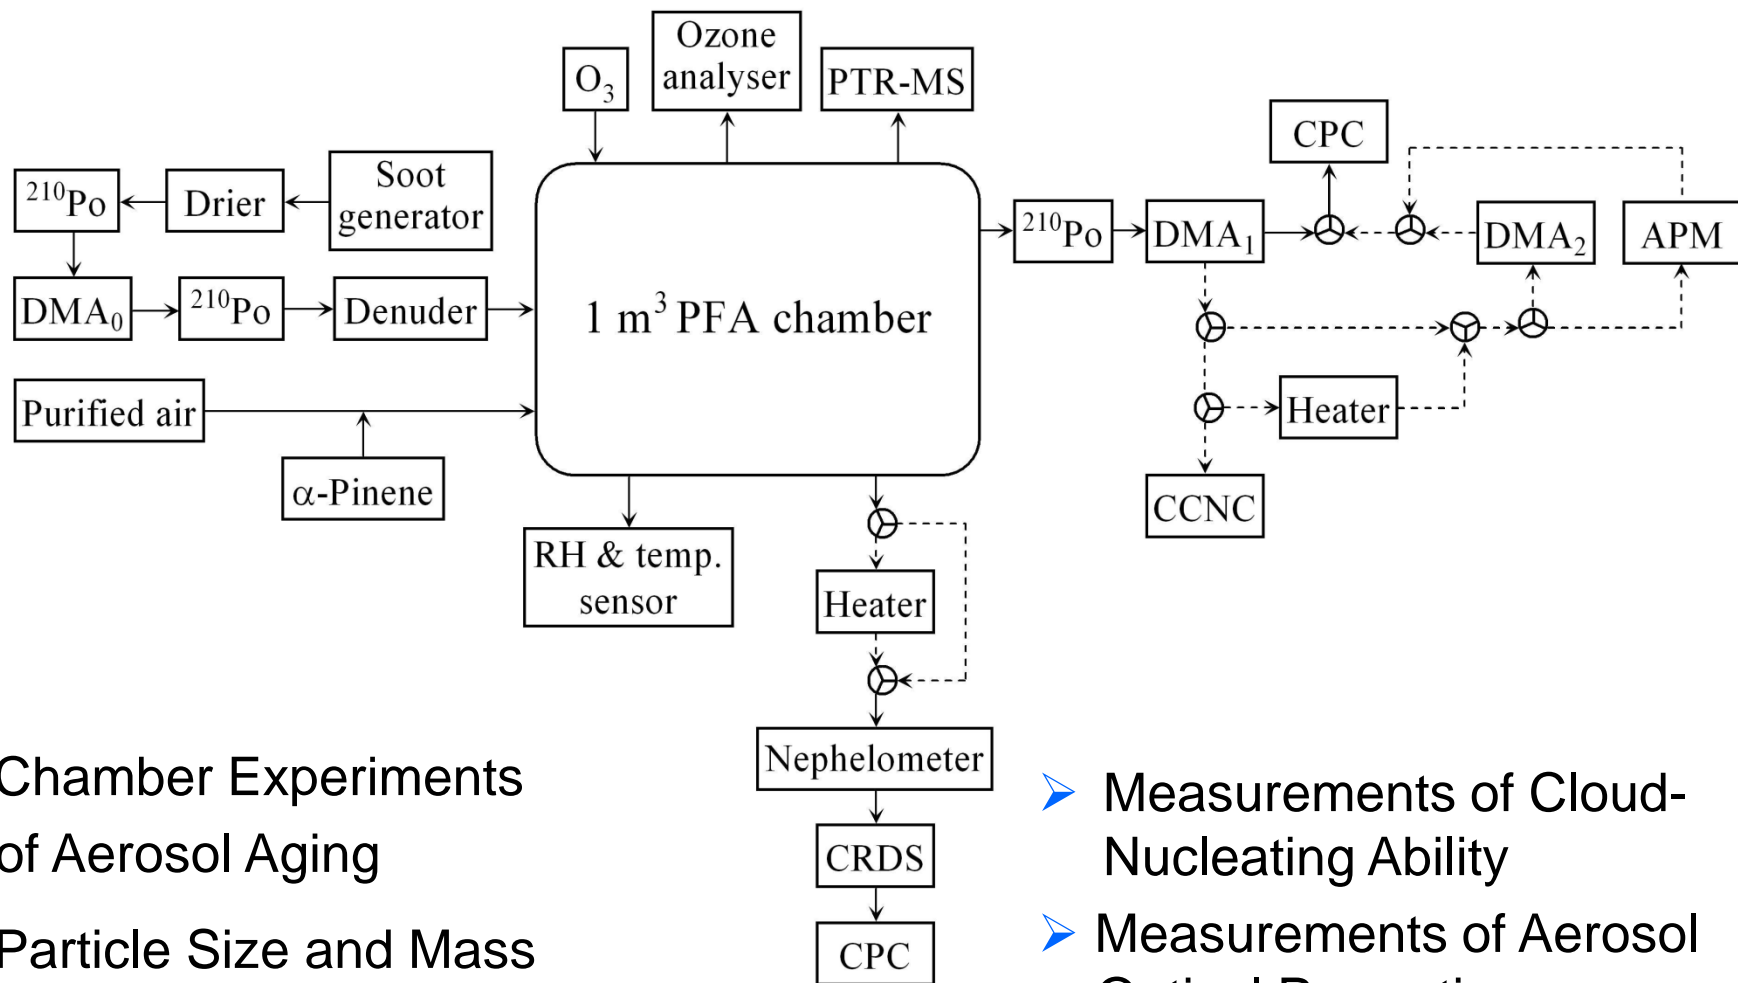 Ozone
analyser
O₃
PTR-MS
CPC
Soot
generator
Drier
²¹⁰Po
DMA₀
²¹⁰Po
Denuder
1 m³ PFA chamber
²¹⁰Po
DMA₁
DMA₂
APM
Purified air
α-Pinene
Heater
CCNC
RH & temp.
sensor
Heater
Nephelometer
CRDS
CPC
Chamber Experiments
of Aerosol Aging
Particle Size and Mass
➢ Measurements of Cloud-
Nucleating Ability
➢ Measurements of Aerosol